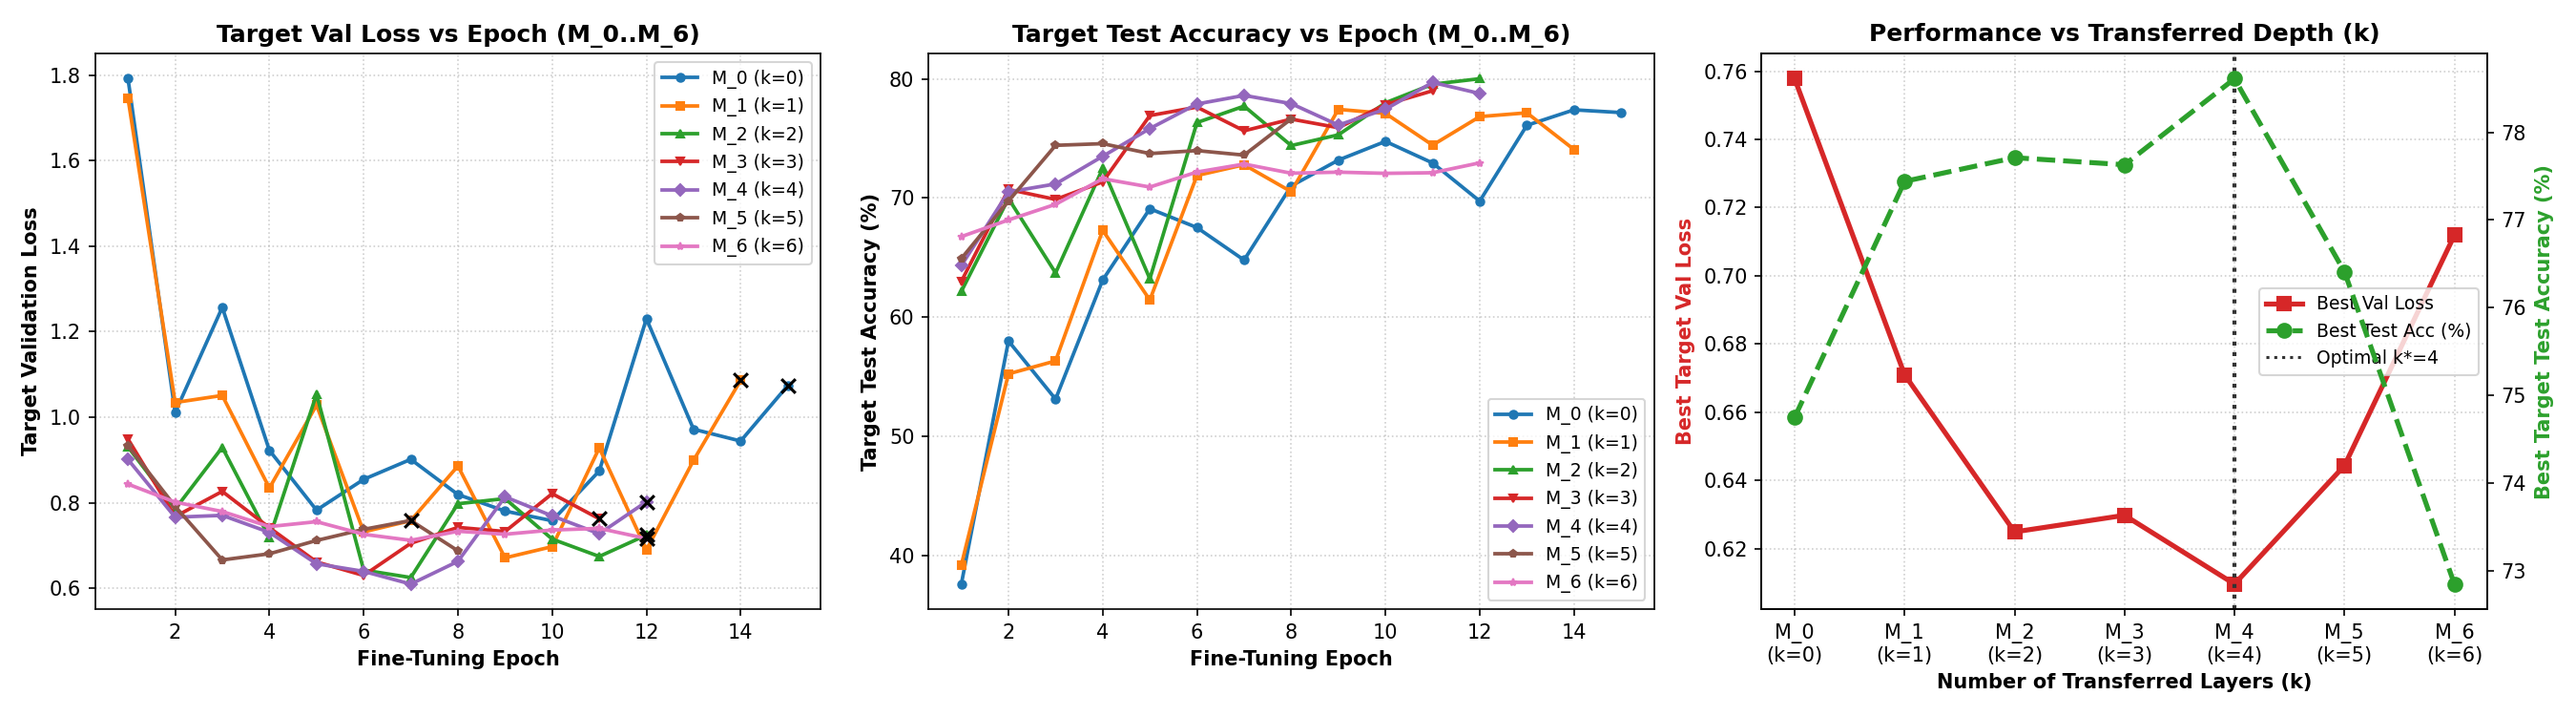 Target Val Loss vs Epoch (M_0..M_6)
Target Validation Loss
1.8
1.6
1.4
1.2
1.0
0.8
0.6
M_0 (k=0)
M_1 (k=1)
M_2 (k=2)
M_3 (k=3)
M_4 (k=4)
M_5 (k=5)
M_6 (k=6)
2 4 6 8 10 12 14
Fine-Tuning Epoch
Target Test Accuracy vs Epoch (M_0..M_6)
Target Test Accuracy (%)
80
70
60
50
40
M_0 (k=0)
M_1 (k=1)
M_2 (k=2)
M_3 (k=3)
M_4 (k=4)
M_5 (k=5)
M_6 (k=6)
2 4 6 8 10 12 14
Fine-Tuning Epoch
Performance vs Transferred Depth (k)
Best Target Val Loss
0.76
0.74
0.72
0.70
0.68
0.66
0.64
0.62
Best Val Loss
Best Test Acc (%)
Optimal k*=4
78
77
76
75
74
73
Best Target Test Accuracy (%)
M_0 M_1 M_2 M_3 M_4 M_5 M_6
(k=0) (k=1) (k=2) (k=3) (k=4) (k=5) (k=6)
Number of Transferred Layers (k)